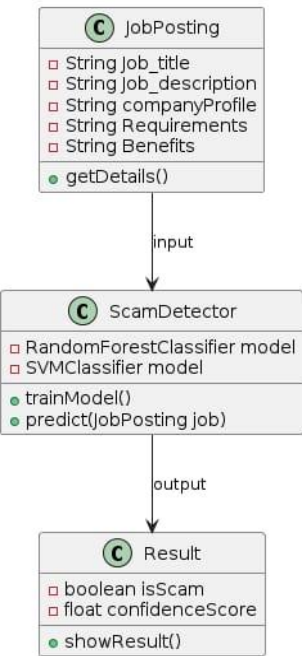 C JobPosting
String Job_title
String Job_description
String companyProfile
String Requirements
String Benefits
getDetails()
input
C ScamDetector
RandomForestClassifier model
SVMClassifier model
trainModel()
predict(JobPosting job)
output
C Result
boolean isScam
float confidenceScore
showResult()